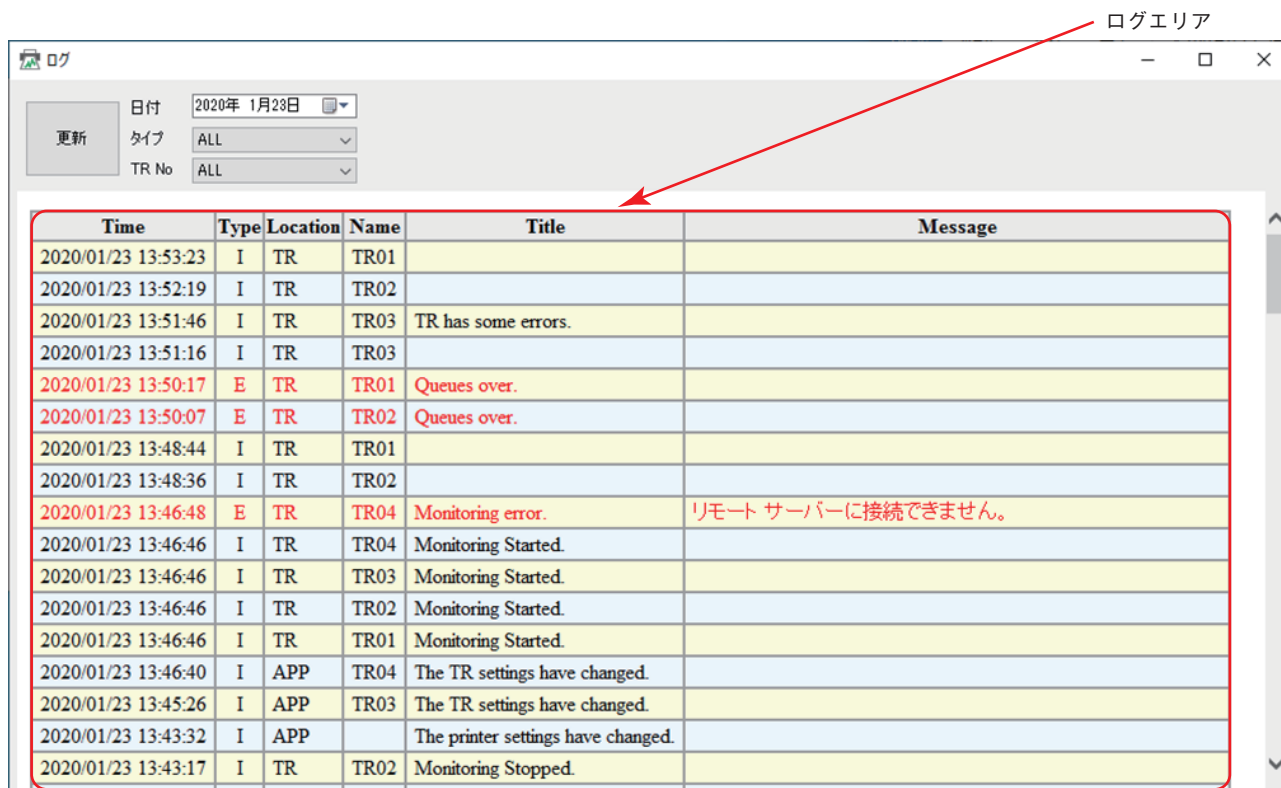 ログエリア
ログ
日付 2020年 1月23日
更新 タイプ ALL
TR No ALL
Time Type Location Name Title Message
2020/01/23 13:53:23 I TR TR01
2020/01/23 13:52:19 I TR TR02
2020/01/23 13:51:46 I TR TR03 TR has some errors.
2020/01/23 13:51:16 I TR TR03
2020/01/23 13:50:17 E TR TR01 Queues over.
2020/01/23 13:50:07 E TR TR02 Queues over.
2020/01/23 13:48:44 I TR TR01
2020/01/23 13:48:36 I TR TR02
2020/01/23 13:46:48 E TR TR04 Monitoring error. リモート サーバーに接続できません。
2020/01/23 13:46:46 I TR TR04 Monitoring Started.
2020/01/23 13:46:46 I TR TR03 Monitoring Started.
2020/01/23 13:46:46 I TR TR02 Monitoring Started.
2020/01/23 13:46:46 I TR TR01 Monitoring Started.
2020/01/23 13:46:40 I APP TR04 The TR settings have changed.
2020/01/23 13:45:26 I APP TR03 The TR settings have changed.
2020/01/23 13:43:32 I APP The printer settings have changed.
2020/01/23 13:43:17 I TR TR02 Monitoring Stopped.